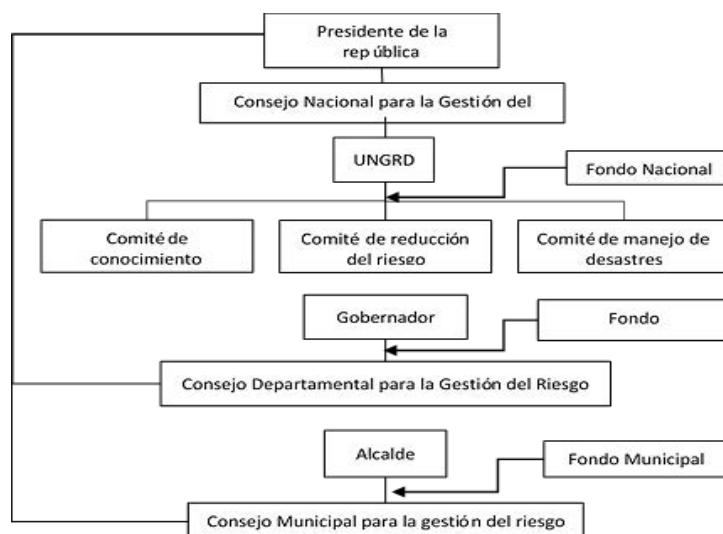 Presidente de la
rep ública
Consejo Nacional para la Gestión del
UNGRD
Fondo Nacional
Comité de
conocimiento
Comité de reducción
del riesgo
Comité de manejo de
desastres
Gobernador
Fondo
Consejo Departamental para la Gestión del Riesgo
Alcalde
Fondo Municipal
Consejo Municipal para la gestión del riesgo